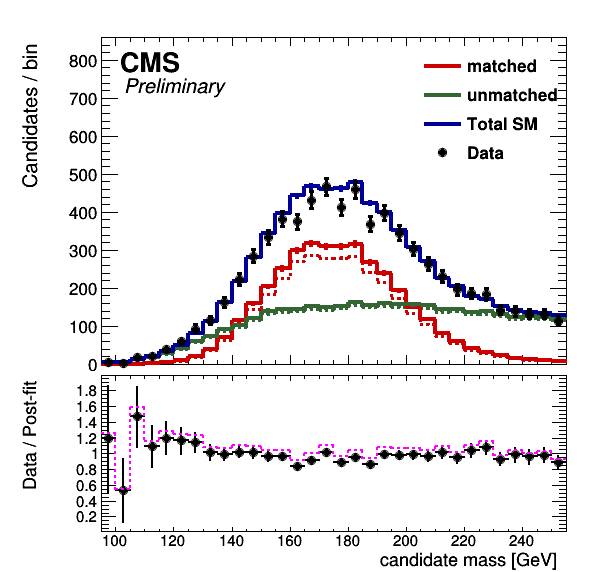 CMS
Preliminary
matched
unmatched
Total SM
Data
Candidates / bin
800
700
600
500
400
300
200
100
0
Data / Post-fit
1.8
1.6
1.4
1.2
1
0.8
0.6
0.4
0.2
100 120 140 160 180 200 220 240
candidate mass [GeV]